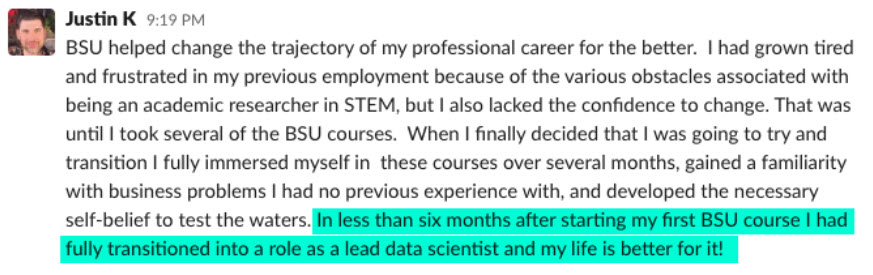 Justin K 9:19 PM
BSU helped change the trajectory of my professional career for the better.  I had grown tired
and frustrated in my previous employment because of the various obstacles associated with
being an academic researcher in STEM, but I also lacked the confidence to change. That was
until I took several of the BSU courses.  When I finally decided that I was going to try and
transition I fully immersed myself in  these courses over several months, gained a familiarity
with business problems I had no previous experience with, and developed the necessary
self-belief to test the waters. In less than six months after starting my first BSU course I had
fully transitioned into a role as a lead data scientist and my life is better for it!